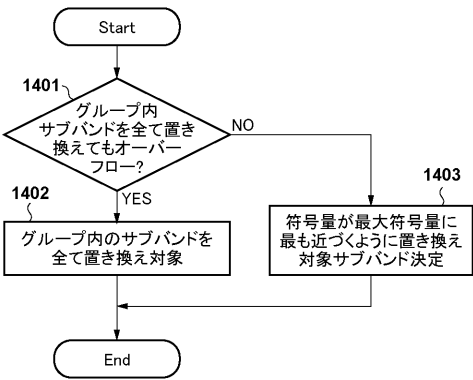 Start
1401
グループ内
サブバンドを全て置き
換えてもオーバー
フロー?
NO
YES
1402
グループ内のサブバンドを
全て置き換え対象
1403
符号量が最大符号量に
最も近づくように置き換え
対象サブバンド決定
End